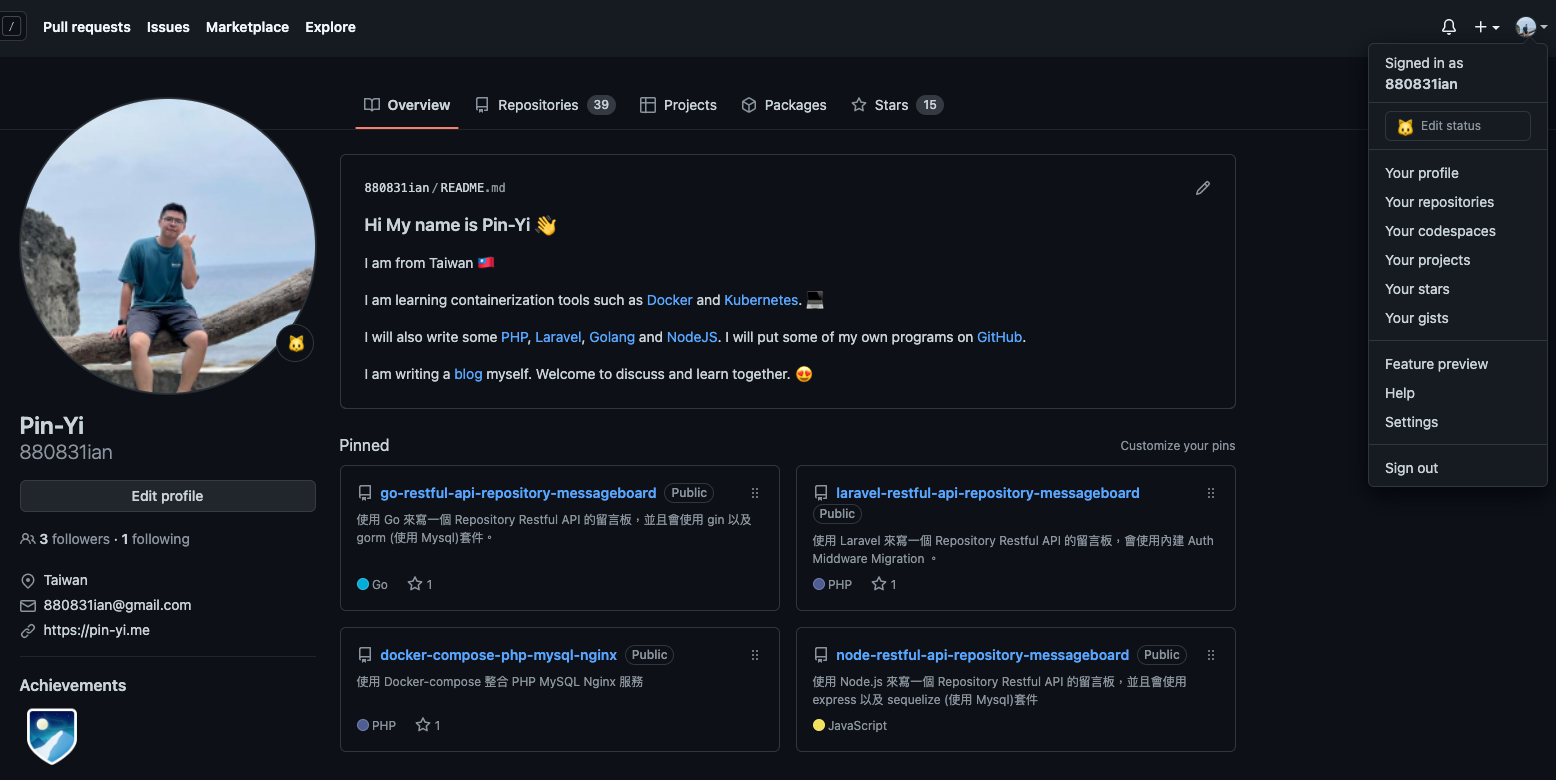 /
Pull requests
Issues
Marketplace
Explore
Signed in as
880831ian
Edit status
Your profile
Your repositories
Your codespaces
Your projects
Your stars
Your gists
Feature preview
Help
Settings
Sign out
Overview
Repositories 39
Projects
Packages
Stars 15
Pin-Yi
880831ian
Edit profile
3 followers · 1 following
Taiwan
880831ian@gmail.com
https://pin-yi.me
Achievements
880831ian/README.md
Hi My name is Pin-Yi 👋
I am from Taiwan 🇹🇼
I am learning containerization tools such as Docker and Kubernetes. 💻
I will also write some PHP, Laravel, Golang and NodeJS. I will put some of my own programs on GitHub.
I am writing a blog myself. Welcome to discuss and learn together. 😍
Pinned
Customize your pins
go-restful-api-repository-messageboard Public
使用 Go 來寫一個 Repository Restful API 的留言板，並且會使用 gin 以及
gorm (使用 Mysql)套件。
Go 1
laravel-restful-api-repository-messageboard
Public
使用 Laravel 來寫一個 Repository Restful API 的留言板，會使用內建 Auth
Middware Migration 。
PHP 1
docker-compose-php-mysql-nginx Public
使用 Docker-compose 整合 PHP MySQL Nginx 服務
PHP 1
node-restful-api-repository-messageboard Public
使用 Node.js 來寫一個 Repository Restful API 的留言板，並且會使用
express 以及 sequelize (使用 Mysql)套件
JavaScript